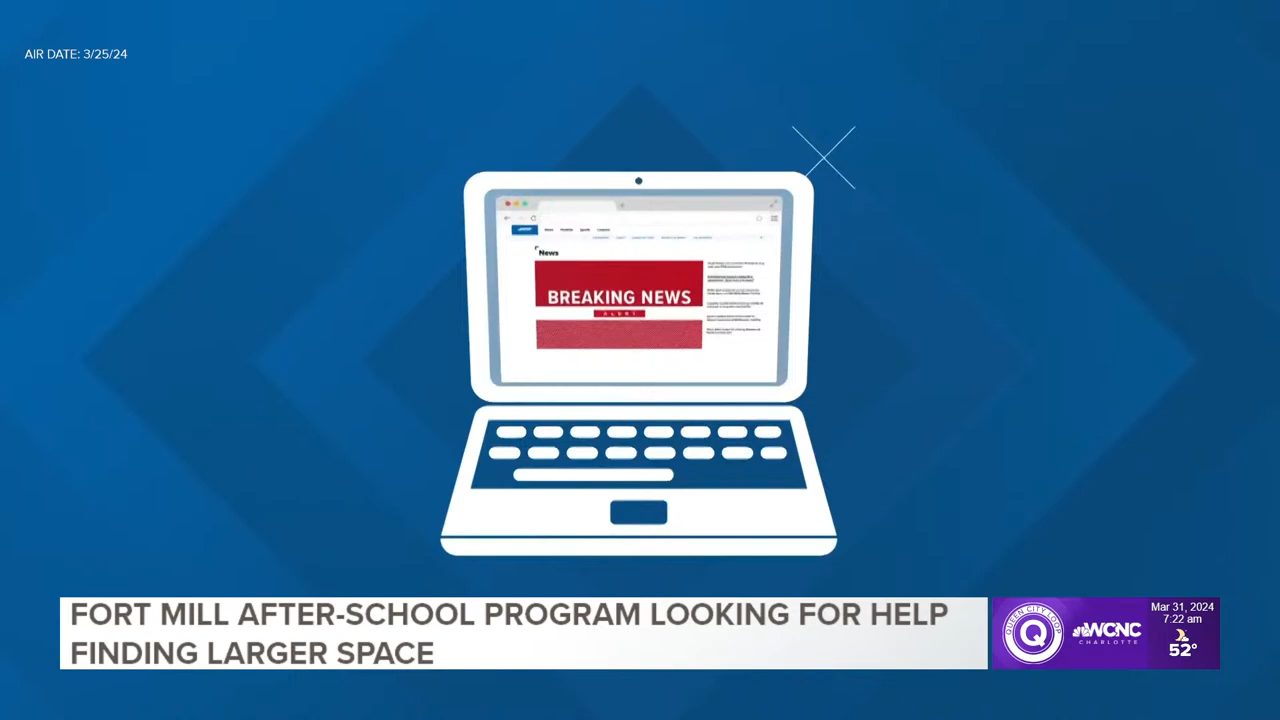 AIR DATE: 3/25/24
News
BREAKING NEWS
ALERT
FORT MILL AFTER-SCHOOL PROGRAM LOOKING FOR HELP
FINDING LARGER SPACE
QUEEN CITY LOOP
Q
WCNC
CHARLOTTE
Mar 31, 2024
7:22 am
52°